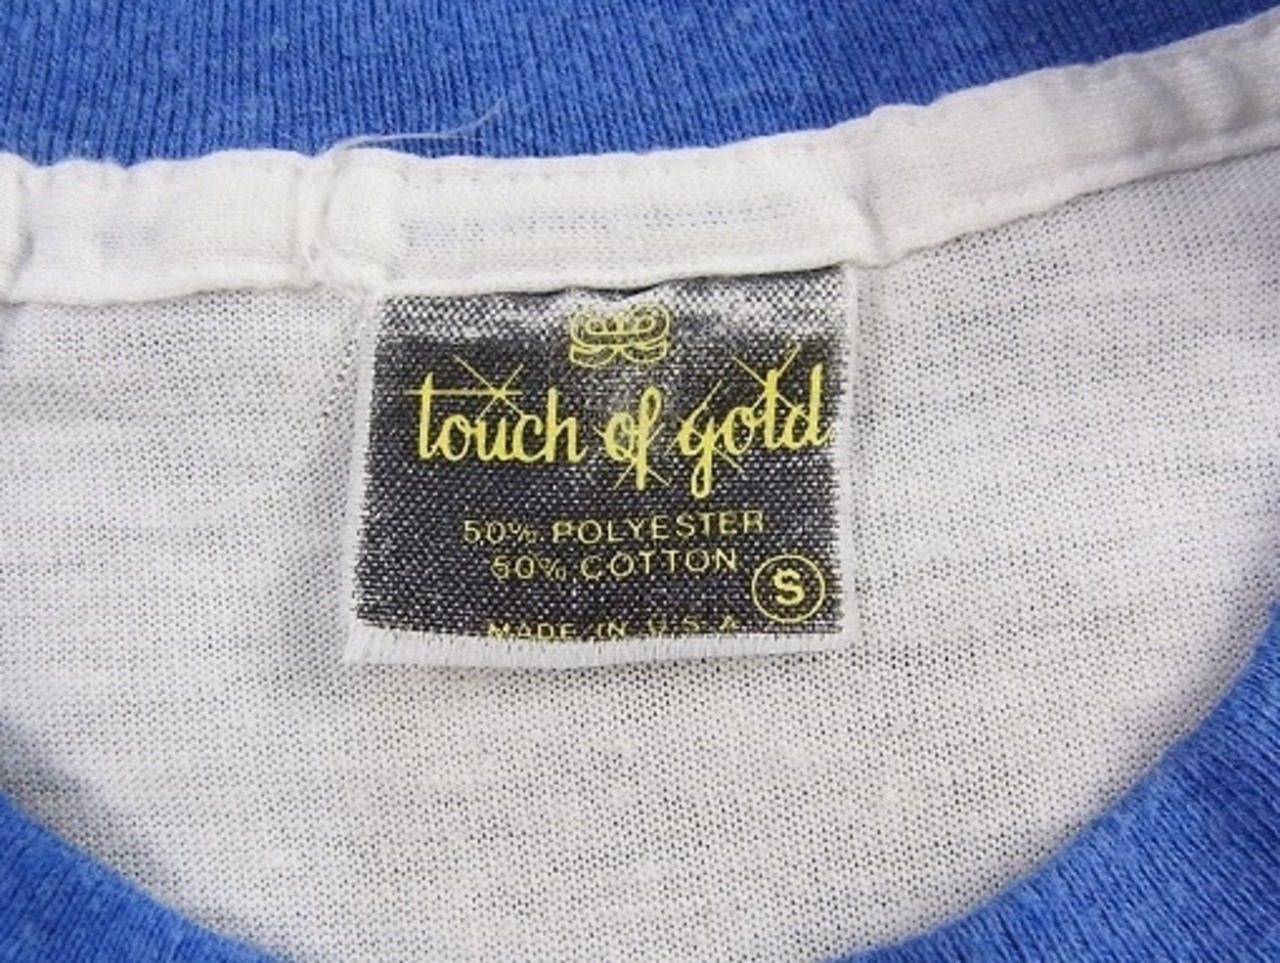 touch of gold
50% POLYESTER
50% COTTON
S
MADE IN U.S.A.